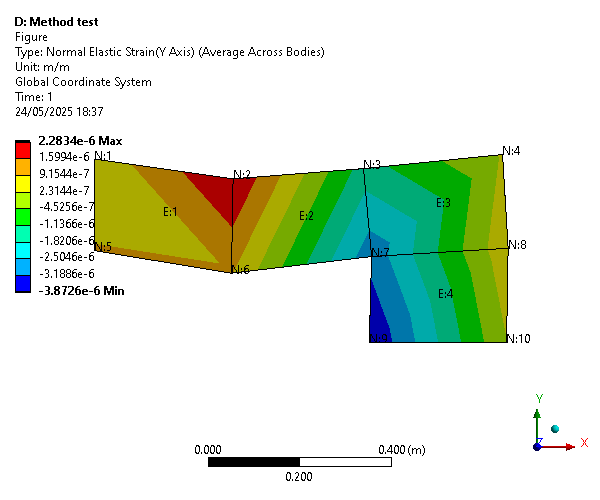 D: Method test
Figure
Type: Normal Elastic Strain(Y Axis) (Average Across Bodies)
Unit: m/m
Global Coordinate System
Time: 1
24/05/2025 18:37
2.2834e-6 Max
1.5994e-6
9.1544e-7
2.3144e-7
-4.5256e-7
-1.1366e-6
-1.8206e-6
-2.5046e-6
-3.1886e-6
-3.8726e-6 Min
N:1
N:2
N:3
N:4
E:1
E:2
E:3
N:5
N:6
N:7
N:8
E:4
N:9
N:10
0.000
0.400 (m)
0.200
Y
Z
X